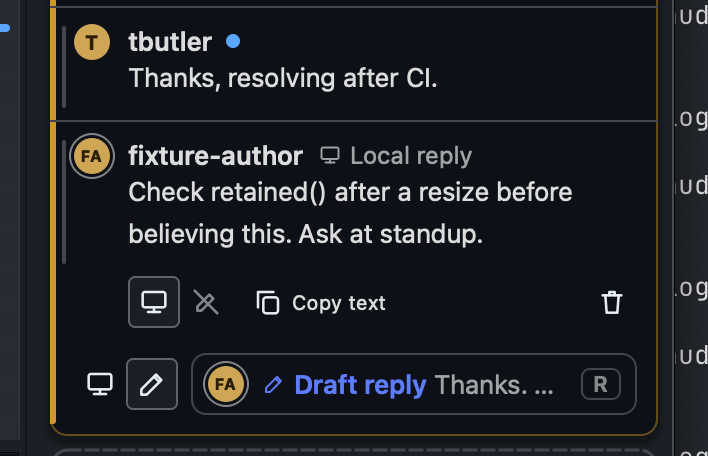 T tbutler
Thanks, resolving after CI.
FA fixture-author Local reply
Check retained() after a resize before
believing this. Ask at standup.
Copy text
FA Draft reply Thanks. ... R
ud
.og
ud
.og
ud
.og